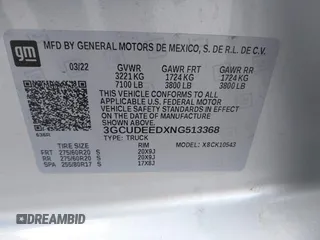 gm
MFD BY GENERAL MOTORS DE MEXICO, S. DE R.L. DE C.V.
03/22 GVWR GAWR FRT GAWR RR
3221 KG 1724 KG 1724 KG
7100 LB 3800 LB 3800 LB
THIS VEHICLE CONFORMS TO ALL
APPLICABLE U.S. FEDERAL MOTOR
VEHICLE SAFETY STANDARDS IN
EFFECT ON THE DATE OF
MANUFACTURE SHOWN ABOVE.
3GCUDEEDXNG513368
TYPE: TRUCK MODEL: K8CK10543
TIRE SIZE RIM
FRT 275/60R20 S 20X9J
RR 275/60R20 S 20X9J
SPA 255/80R17 S 17X8J
©DREAMBID